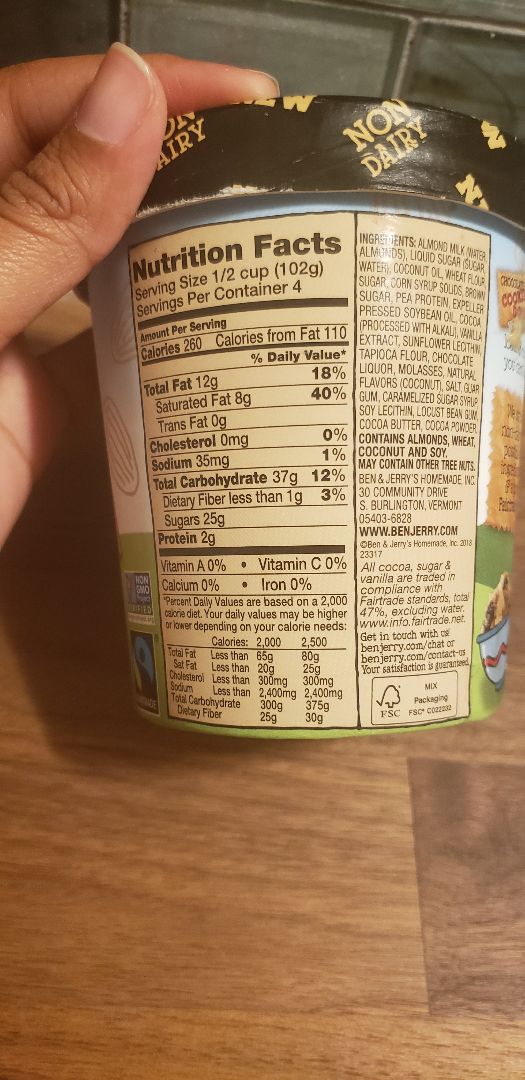 NON
DAIRY
Nutrition Facts
Serving Size 1/2 cup (102g)
Servings Per Container 4
Amount Per Serving
Calories 260 Calories from Fat 110
% Daily Value*
Total Fat 12g 18%
Saturated Fat 8g 40%
Trans Fat 0g
Cholesterol 0mg 0%
Sodium 35mg 1%
Total Carbohydrate 37g 12%
Dietary Fiber less than 1g 3%
Sugars 25g
Protein 2g
Vitamin A 0% • Vitamin C 0%
Calcium 0% • Iron 0%
*Percent Daily Values are based on a 2,000
calorie diet. Your daily values may be higher
or lower depending on your calorie needs:
Calories: 2,000 2,500
Total Fat Less than 65g 80g
Sat Fat Less than 20g 25g
Cholesterol Less than 300mg 300mg
Sodium Less than 2,400mg 2,400mg
Total Carbohydrate 300g 375g
Dietary Fiber 25g 30g
INGREDIENTS: ALMOND MILK (WATER,
ALMONDS), LIQUID SUGAR (SUGAR,
WATER), COCONUT OIL, WHEAT FLOUR,
SUGAR, CORN SYRUP SOLIDS, BROWN
SUGAR, PEA PROTEIN, EXPELLER
PRESSED SOYBEAN OIL, COCOA
(PROCESSED WITH ALKALI), VANILLA
EXTRACT, SUNFLOWER LECITHIN,
TAPIOCA FLOUR, CHOCOLATE
LIQUOR, MOLASSES, NATURAL
FLAVORS (COCONUT), SALT, GUAR
GUM, CARAMELIZED SUGAR SYRUP,
SOY LECITHIN, LOCUST BEAN GUM,
COCOA BUTTER, COCOA POWDER.
CONTAINS ALMONDS, WHEAT,
COCONUT AND SOY.
MAY CONTAIN OTHER TREE NUTS.
BEN & JERRY'S HOMEMADE, INC.
30 COMMUNITY DRIVE
S. BURLINGTON, VERMONT
05403-6828
WWW.BENJERRY.COM
©Ben & Jerry's Homemade, Inc. 2018
23317
All cocoa, sugar &
vanilla are traded in
compliance with
Fairtrade standards, total
47%, excluding water.
www.info.fairtrade.net.
Get in touch with us!
benjerry.com/chat or
benjerry.com/contact-us
Your satisfaction is guaranteed.
MIX
Packaging
FSC FSC® C022232
NON
GMO